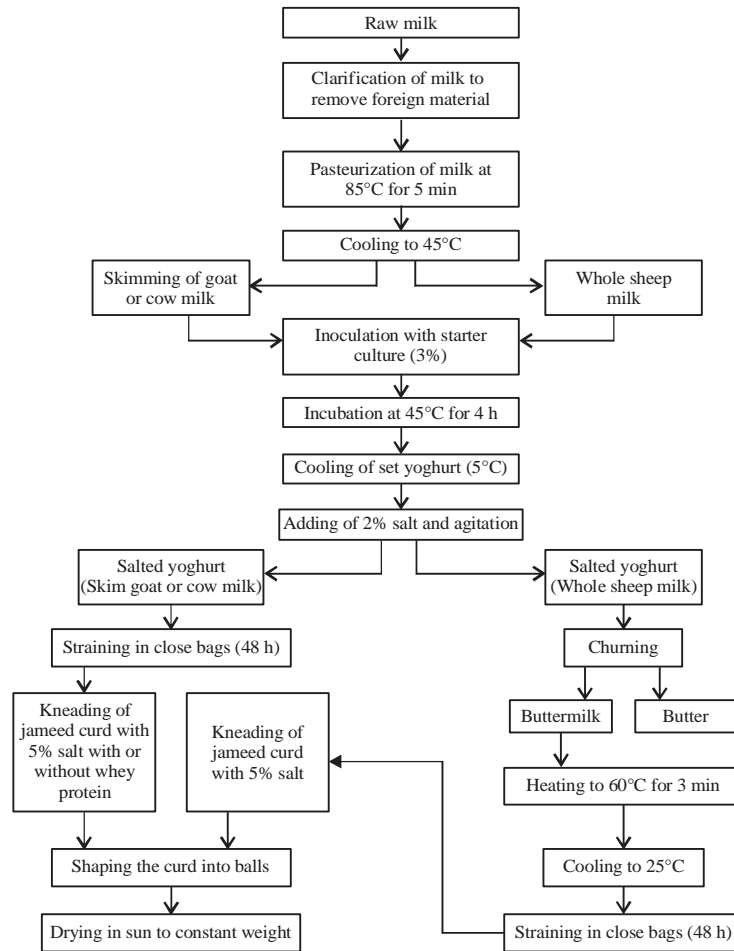 Raw milk
Clarification of milk to
remove foreign material
Pasteurization of milk at
85°C for 5 min
Cooling to 45°C
Skimming of goat
or cow milk
Whole sheep
milk
Inoculation with starter
culture (3%)
Incubation at 45°C for 4 h
Cooling of set yoghurt (5°C)
Adding of 2% salt and agitation
Salted yoghurt
(Skim goat or cow milk)
Salted yoghurt
(Whole sheep milk)
Straining in close bags (48 h)
Churning
Kneading of
jameed curd with
5% salt with or
without whey
protein
Kneading of
jameed curd
with 5% salt
Buttermilk
Butter
Heating to 60°C for 3 min
Shaping the curd into balls
Cooling to 25°C
Drying in sun to constant weight
Straining in close bags (48 h)